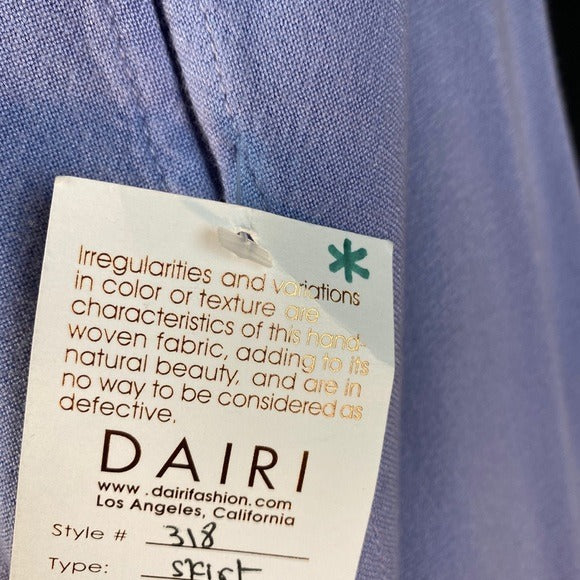 Irregularities and variations
in color or texture are
characteristics of this hand-
woven fabric, adding to its
natural beauty, and are in
no way to be considered as
defective.
DAIRI
www.dairifashion.com
Los Angeles, California
Style # 318
Type: skirt